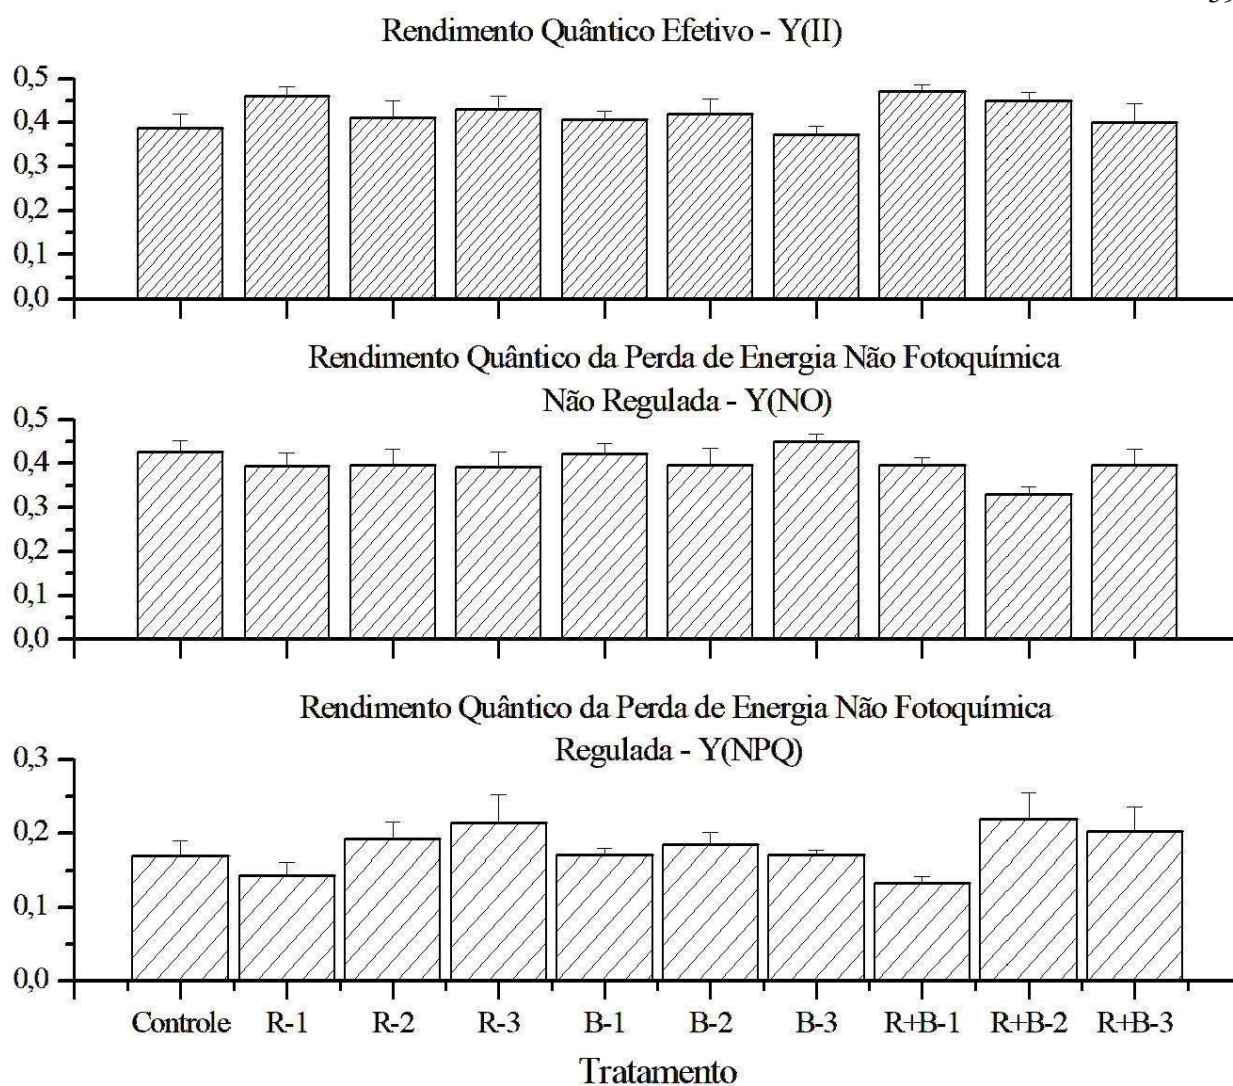 Rendimento Quântico Efetivo - Y(II)
0,5
0,4
0,3
0,2
0,1
0,0
Rendimento Quântico da Perda de Energia Não Fotoquímica
Não Regulada - Y(NO)
0,5
0,4
0,3
0,2
0,1
0,0
Rendimento Quântico da Perda de Energia Não Fotoquímica
Regulada - Y(NPQ)
0,3
0,2
0,1
0,0
Controle R-1 R-2 R-3 B-1 B-2 B-3 R+B-1 R+B-2 R+B-3
Tratamento